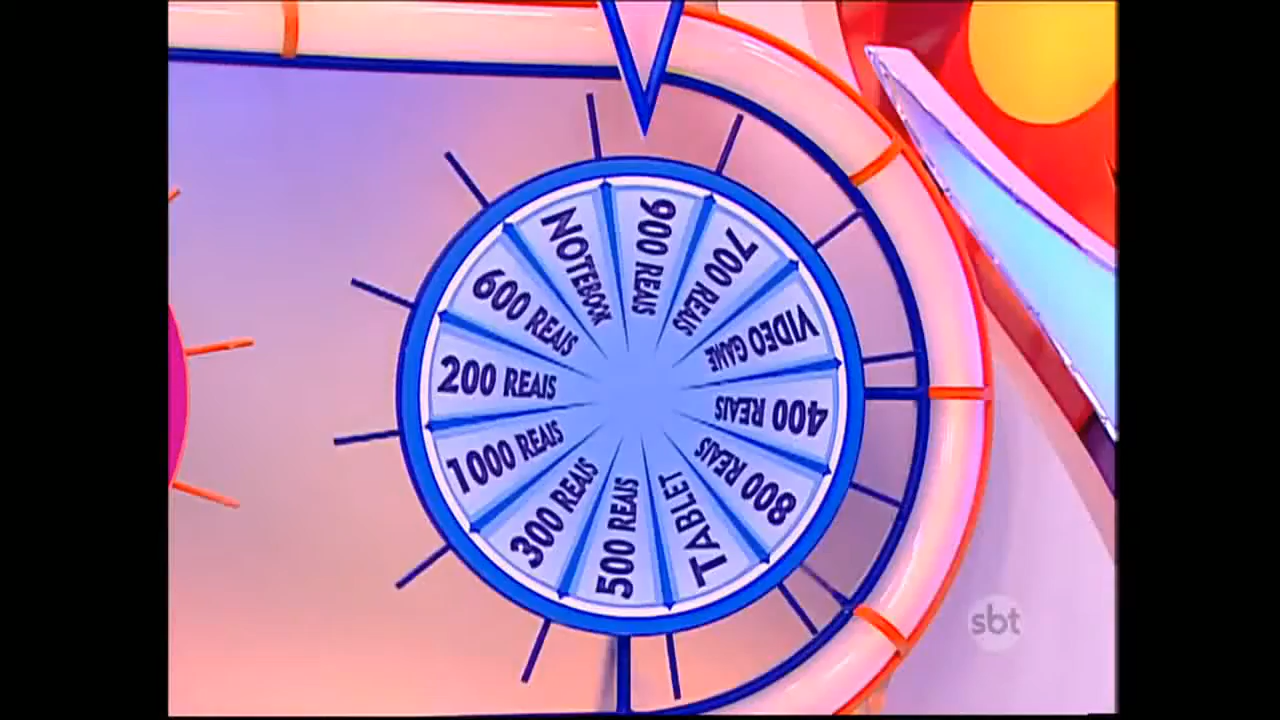 900 REAIS
700 REAIS
VIDEO GAME
400 REAIS
800 REAIS
TABLET
500 REAIS
300 REAIS
1000 REAIS
200 REAIS
600 REAIS
NOTEBOOK
sbt